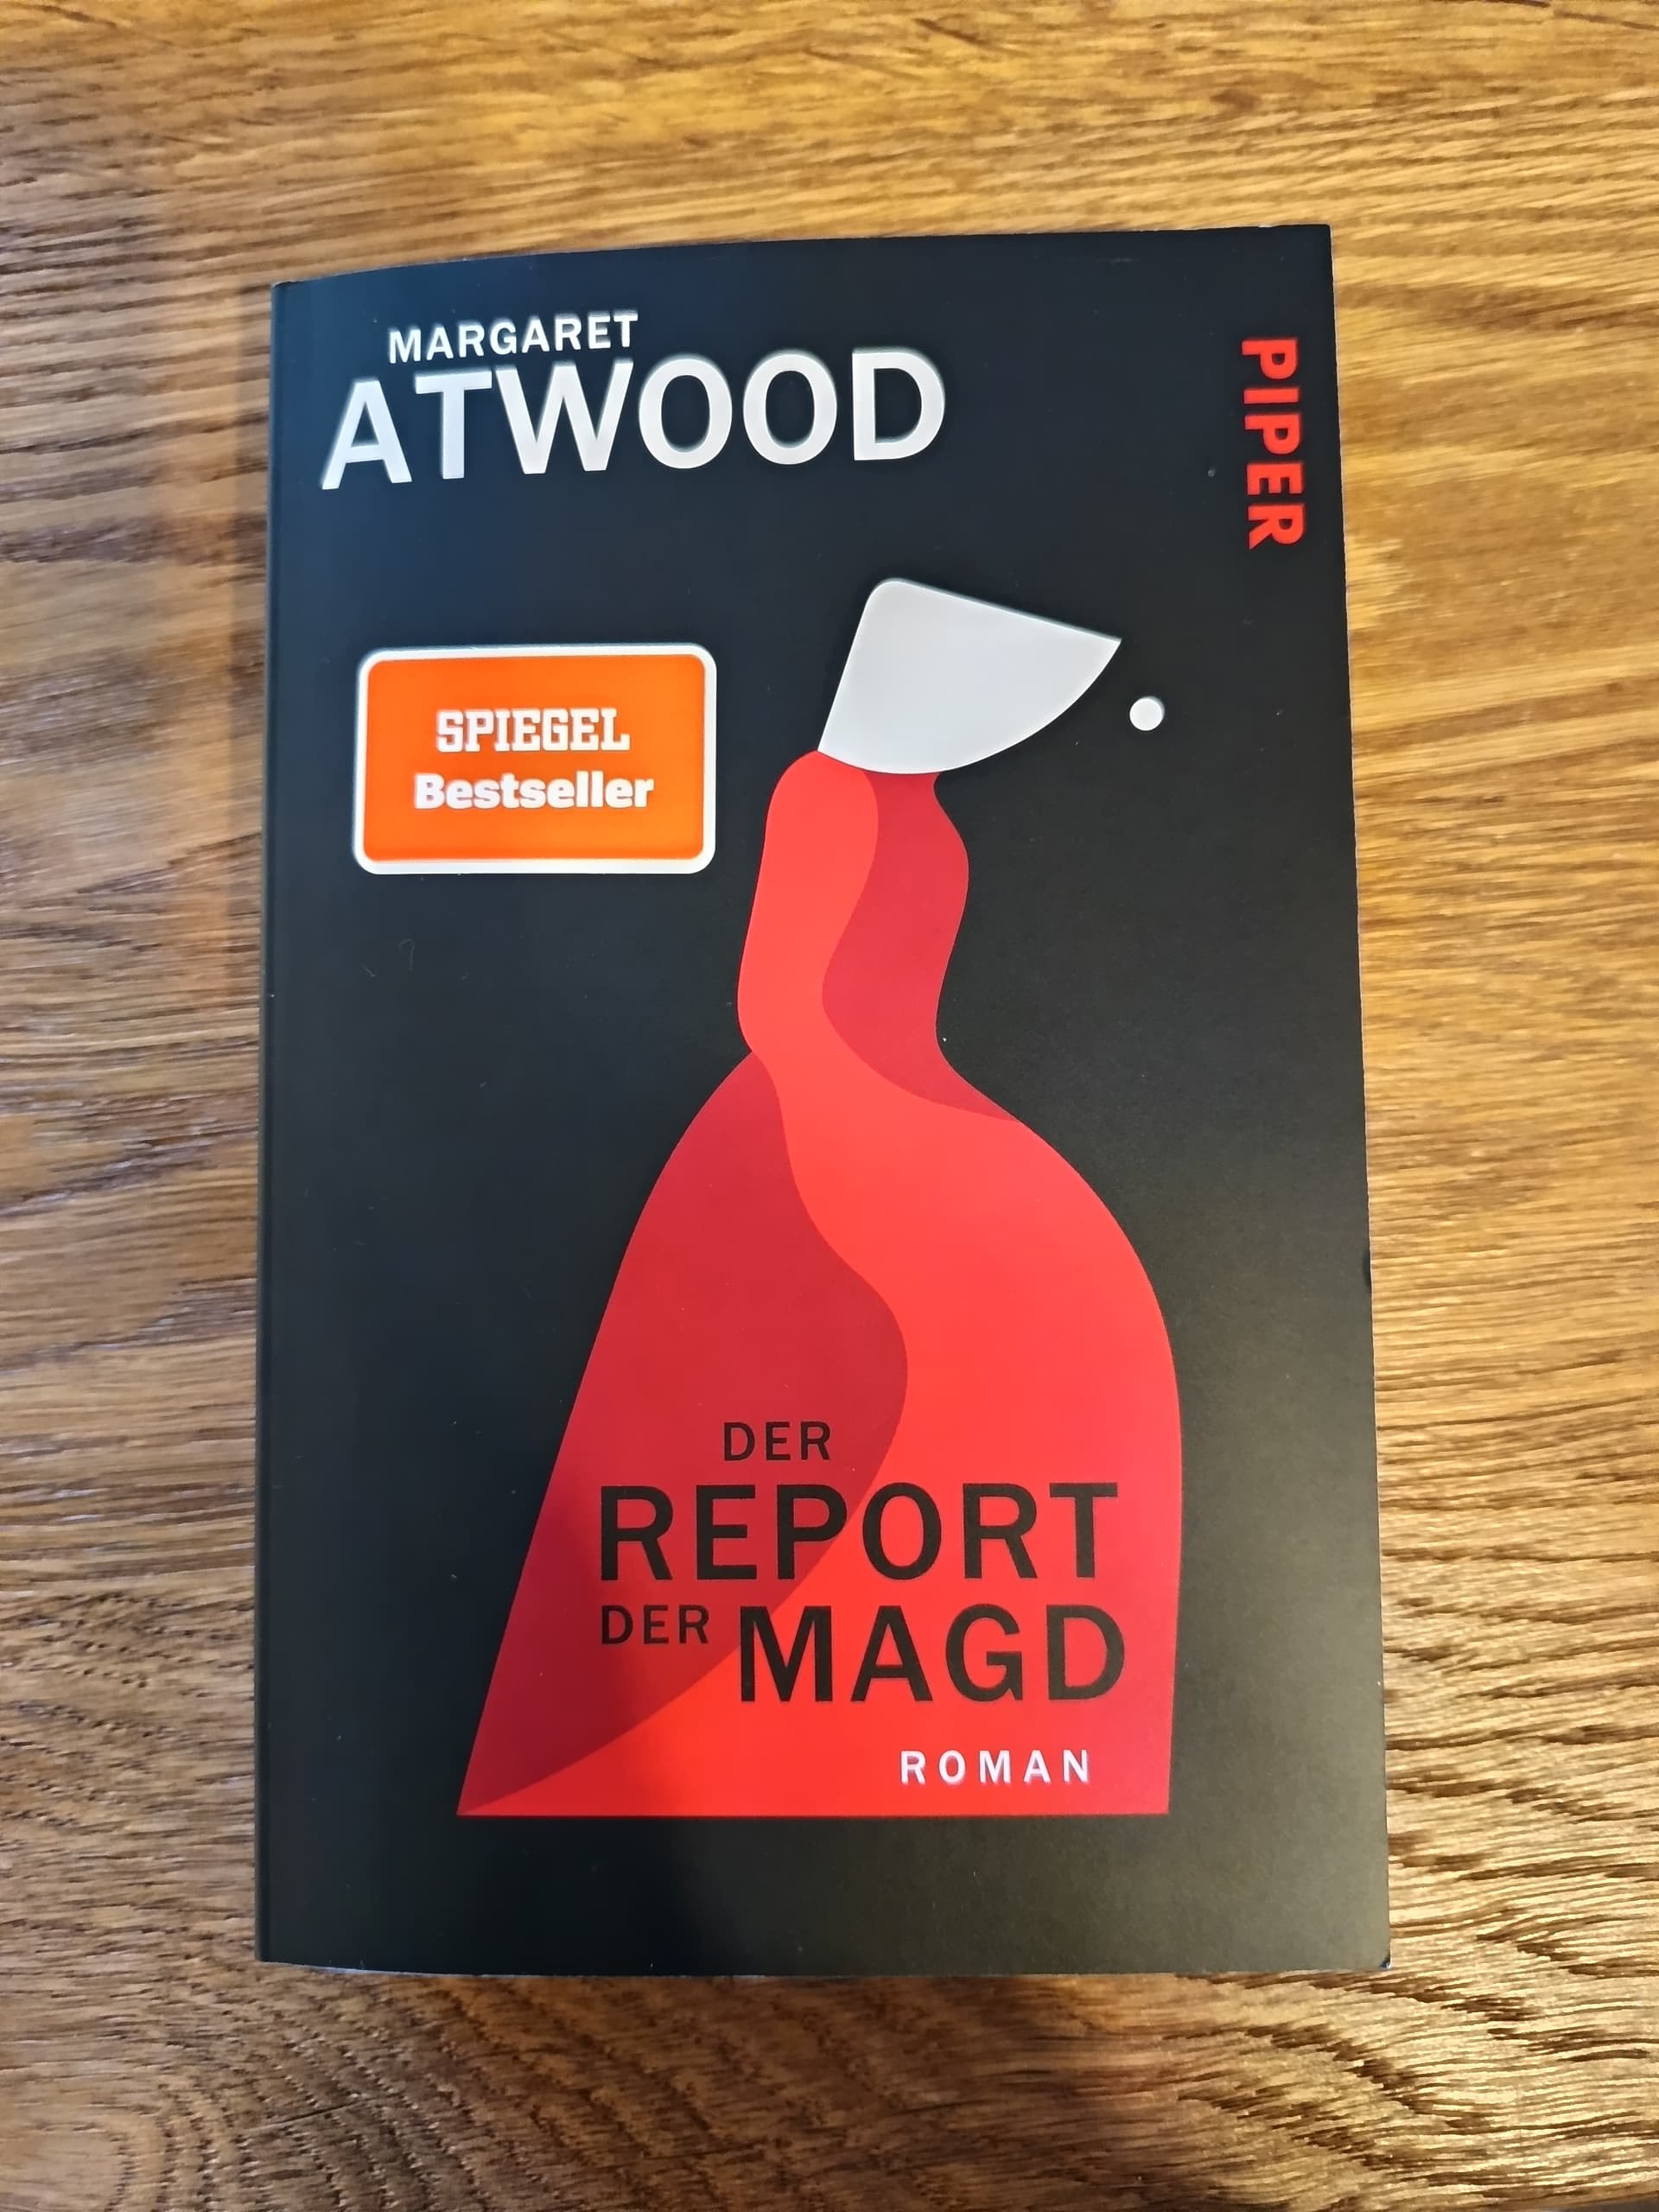 MARGARET
ATWOOD
PIPER
SPIEGEL
Bestseller
DER
REPORT
DER MAGD
ROMAN